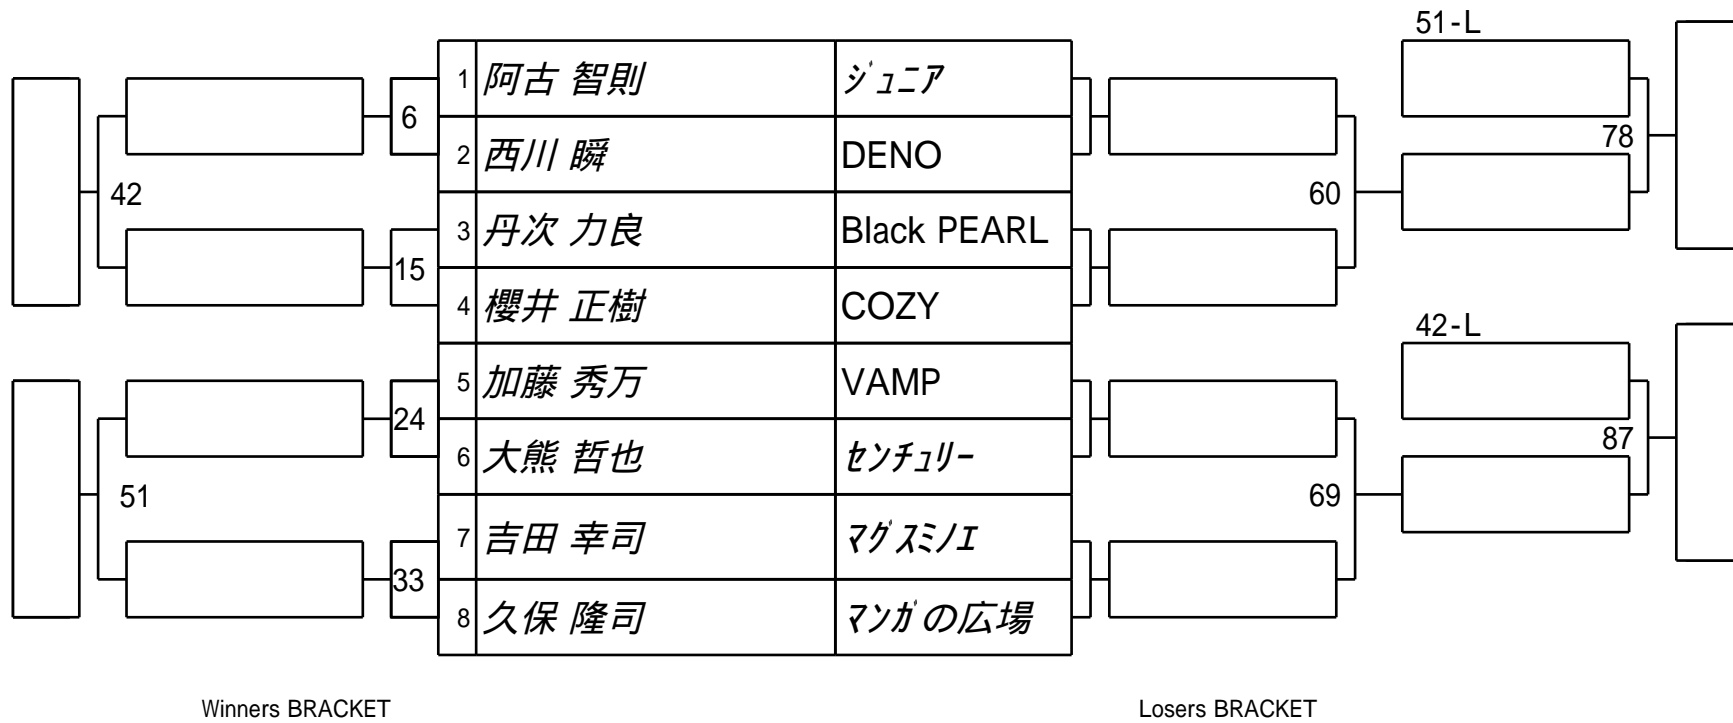 51-L
1 阿古 智則 ｼﾞｭﾆｱ
6
2 西川 瞬 DENO
78
42
60
3 丹次 力良 Black PEARL
15
4 櫻井 正樹 COZY
42-L
5 加藤 秀万 VAMP
24
87
6 大熊 哲也 ｾﾝﾁｭﾘｰ
51
69
7 吉田 幸司 ﾏｸﾞｽﾐﾉｴ
33
8 久保 隆司 ﾏﾝｶﾞの広場
Winners BRACKET
Losers BRACKET